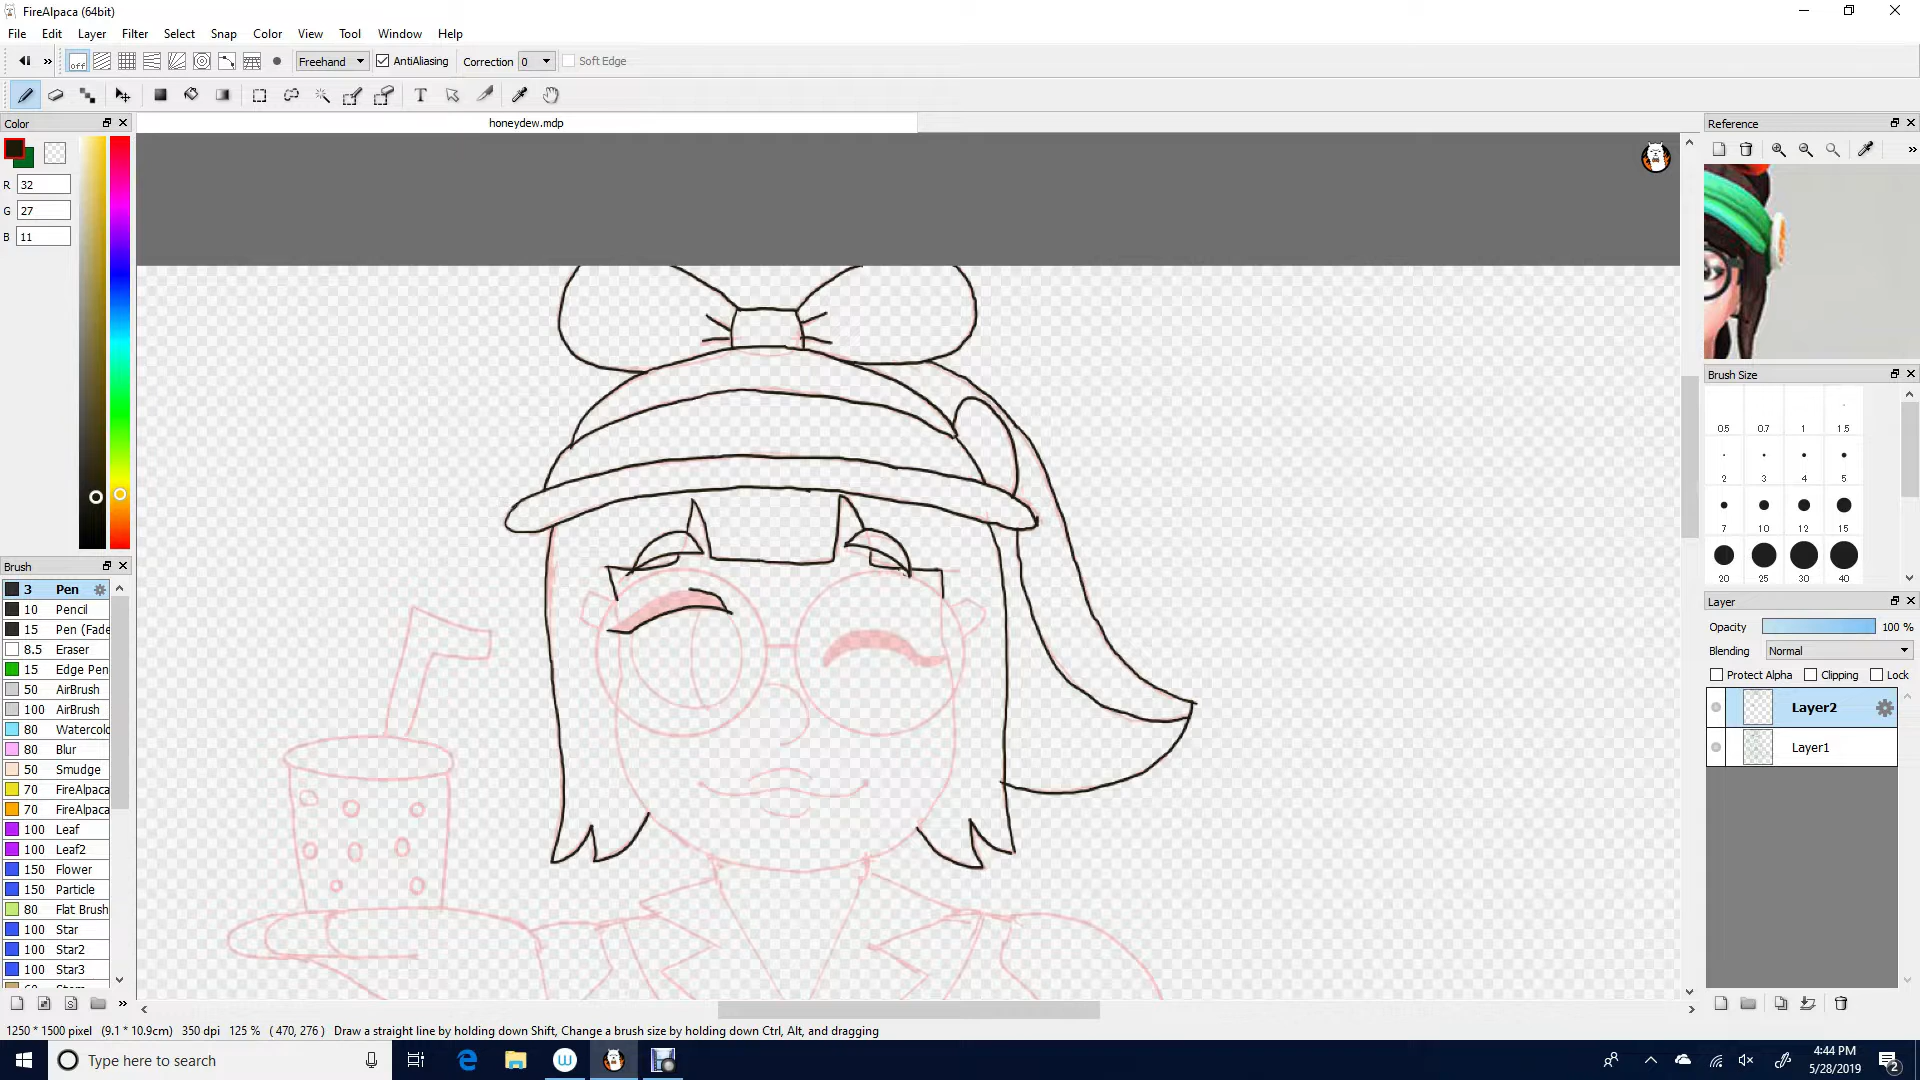 FireAlpaca (64bit)
File Edit Layer Filter Select Snap Color View Tool Window Help
off Freehand AntiAliasing Correction 0 Soft Edge
T
Color
honeydew.mdp
Reference
R 32
G 27
B 11
Brush Size
0.5 0.7 1 1.5
2 3 4 5
7 10 12 15
20 25 30 40
Brush
3 Pen
10 Pencil
15 Pen (Fade
8.5 Eraser
15 Edge Pen
50 AirBrush
100 AirBrush
80 Watercolo
80 Blur
50 Smudge
70 FireAlpaca
70 FireAlpaca
100 Leaf
100 Leaf2
150 Flower
150 Particle
80 Flat Brush
100 Star
100 Star2
100 Star3
Layer
Opacity 100 %
Blending Normal
Protect Alpha Clipping Lock
Layer2
Layer1
1250 * 1500 pixel (9.1 * 10.9cm) 350 dpi 125 % ( 470, 276 ) Draw a straight line by holding down Shift, Change a brush size by holding down Ctrl, Alt, and dragging
Type here to search
4:44 PM
5/28/2019
2